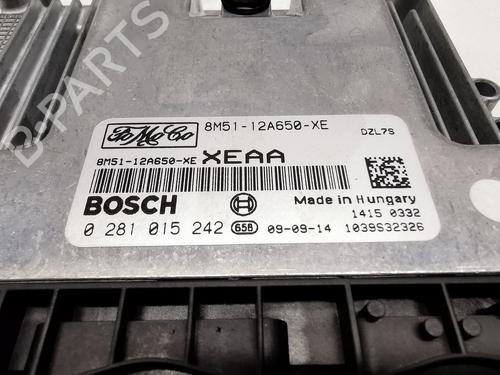 FoMoCo
8M51-12A650-XE
DZL7S
8M51-12A650-XE XEAA
BOSCH
Made in Hungary
1415 0332
0 281 015 242 65B 09-09-14 1039S32326
B-PARTS